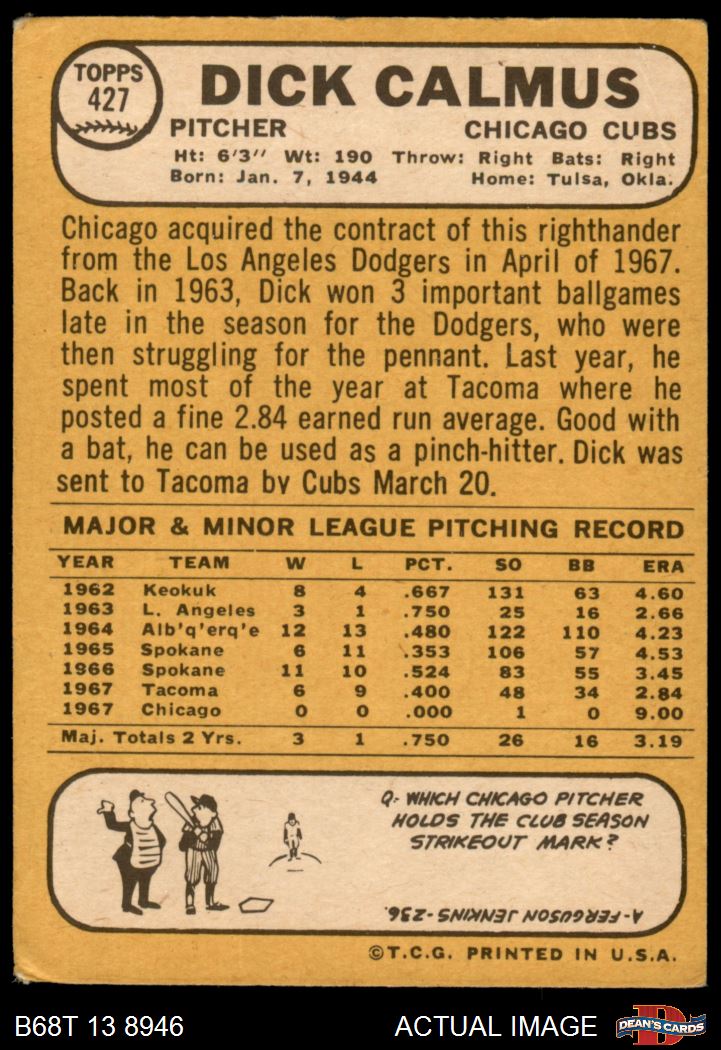 TOPPS
427
DICK CALMUS
PITCHER CHICAGO CUBS
Ht: 6'3" Wt: 190 Throw: Right Bats: Right
Born: Jan. 7, 1944 Home: Tulsa, Okla.
Chicago acquired the contract of this righthander
from the Los Angeles Dodgers in April of 1967.
Back in 1963, Dick won 3 important ballgames
late in the season for the Dodgers, who were
then struggling for the pennant. Last year, he
spent most of the year at Tacoma where he
posted a fine 2.84 earned run average. Good with
a bat, he can be used as a pinch-hitter. Dick was
sent to Tacoma by Cubs March 20.
MAJOR & MINOR LEAGUE PITCHING RECORD
YEAR TEAM W L PCT. SO BB ERA
1962 Keokuk 8 4 .667 131 63 4.60
1963 L. Angeles 3 1 .750 25 16 2.66
1964 Alb'q'erq'e 12 13 .480 122 110 4.23
1965 Spokane 6 11 .353 106 57 4.53
1966 Spokane 11 10 .524 83 55 3.45
1967 Tacoma 6 9 .400 48 34 2.84
1967 Chicago 0 0 .000 1 0 9.00
Maj. Totals 2 Yrs. 3 1 .750 26 16 3.19
Q- WHICH CHICAGO PITCHER
HOLDS THE CLUB SEASON
STRIKEOUT MARK?
A-FERGUSON JENKINS-236.
©T.C.G. PRINTED IN U.S.A.
B68T 13 8946 ACTUAL IMAGE D DEAN'S CARDS